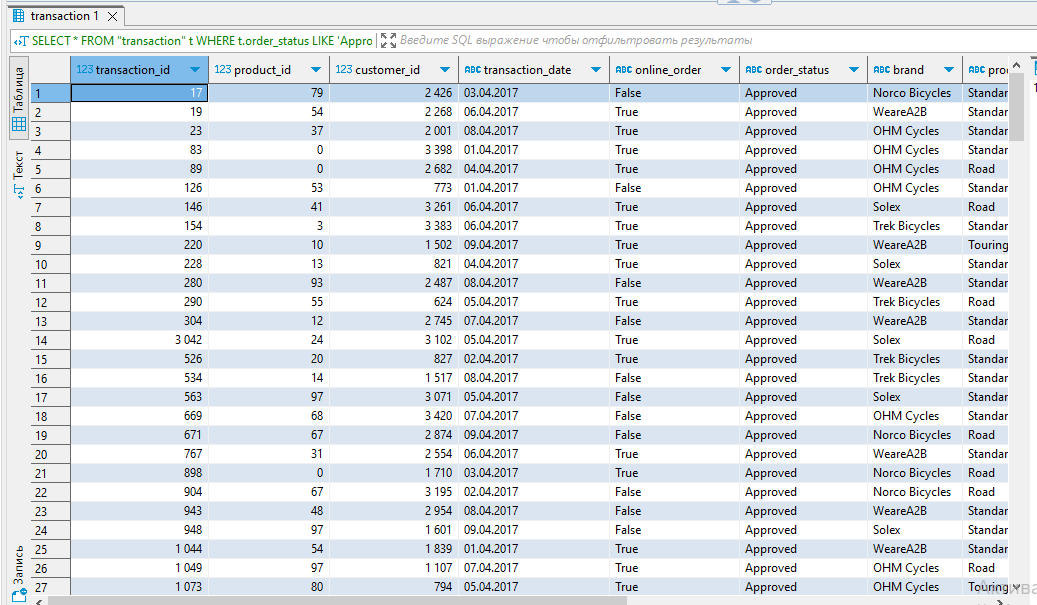 transaction 1
SELECT * FROM "transaction" t WHERE t.order_status LIKE 'Appro
Введите SQL выражение чтобы отфильтровать результаты
Таблица
Текст
Запись
123 transaction_id 123 product_id 123 customer_id ABC transaction_date ABC online_order ABC order_status ABC brand ABC proc
1 17 79 2 426 03.04.2017 False Approved Norco Bicycles Standar
2 19 54 2 268 06.04.2017 True Approved WeareA2B Standar
3 23 37 2 001 08.04.2017 True Approved OHM Cycles Standar
4 83 0 3 398 01.04.2017 True Approved OHM Cycles Standar
5 89 0 2 682 04.04.2017 True Approved OHM Cycles Road
6 126 53 773 01.04.2017 False Approved OHM Cycles Standar
7 146 41 3 261 06.04.2017 True Approved Solex Road
8 154 3 3 383 06.04.2017 True Approved Trek Bicycles Standar
9 220 10 1 502 09.04.2017 True Approved WeareA2B Touring
10 228 13 821 04.04.2017 True Approved Solex Standar
11 280 93 2 487 08.04.2017 False Approved WeareA2B Standar
12 290 55 624 05.04.2017 True Approved Trek Bicycles Road
13 304 12 2 745 07.04.2017 False Approved WeareA2B Standar
14 3 042 24 3 102 05.04.2017 True Approved Solex Road
15 526 20 827 02.04.2017 True Approved Trek Bicycles Standar
16 534 14 1 517 08.04.2017 False Approved Trek Bicycles Standar
17 563 97 3 071 05.04.2017 False Approved Solex Standar
18 669 68 3 420 07.04.2017 False Approved OHM Cycles Standar
19 671 67 2 874 09.04.2017 False Approved Norco Bicycles Road
20 767 31 2 554 06.04.2017 True Approved WeareA2B Standar
21 898 0 1 710 03.04.2017 True Approved Norco Bicycles Road
22 904 67 3 195 02.04.2017 False Approved Norco Bicycles Road
23 943 48 2 954 08.04.2017 False Approved WeareA2B Standar
24 948 97 1 601 09.04.2017 False Approved Solex Standar
25 1 044 54 1 839 01.04.2017 True Approved WeareA2B Standar
26 1 049 97 1 107 07.04.2017 True Approved OHM Cycles Road
27 1 073 80 794 05.04.2017 True Approved OHM Cycles Touring
Актива